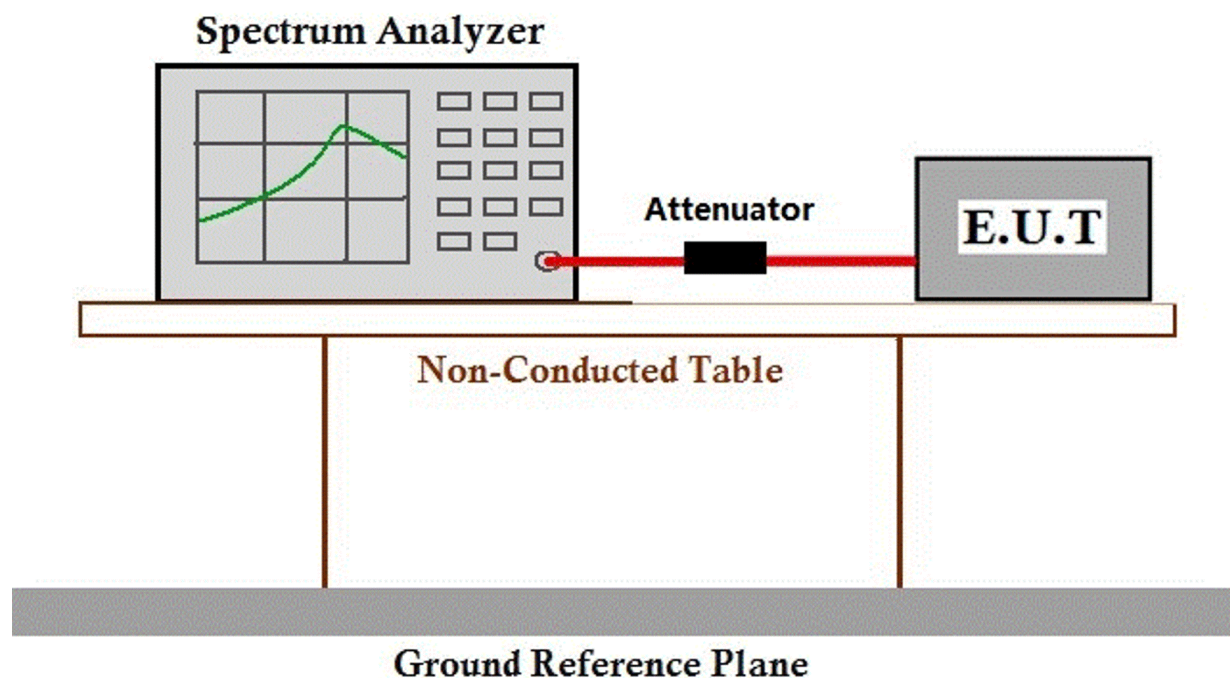 Spectrum Analyzer
Attenuator
E.U.T
Non-Conducted Table
Ground Reference Plane